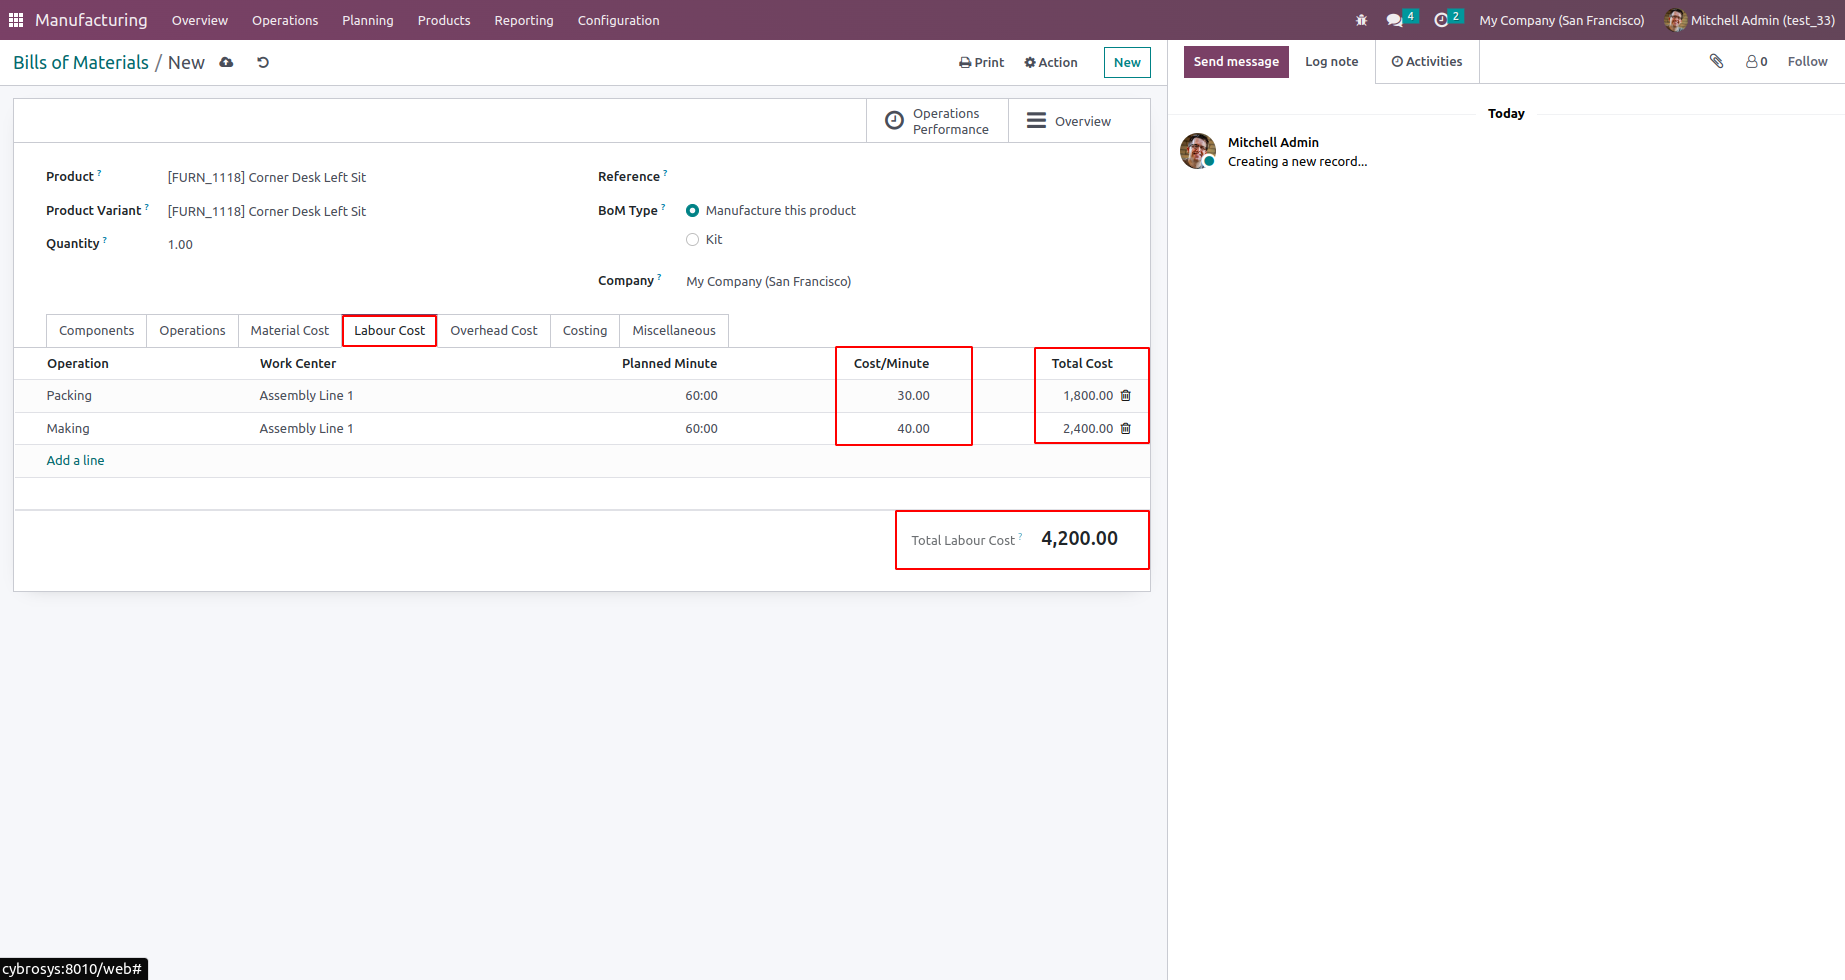 Manufacturing Overview Operations Planning Products Reporting Configuration 4 2 My Company (San Francisco) Mitchell Admin (test_33)
Bills of Materials / New Print Action New Send message Log note Activities 0 Follow
Operations Performance
Overview
Today
Mitchell Admin
Creating a new record...
Product ? [FURN_1118] Corner Desk Left Sit Reference ?
Product Variant ? [FURN_1118] Corner Desk Left Sit BoM Type ? Manufacture this product
Quantity ? 1.00 Kit
Company ? My Company (San Francisco)
Components Operations Material Cost Labour Cost Overhead Cost Costing Miscellaneous
Operation Work Center Planned Minute Cost/Minute Total Cost
Packing Assembly Line 1 60:00 30.00 1,800.00
Making Assembly Line 1 60:00 40.00 2,400.00
Add a line
Total Labour Cost ? 4,200.00
cybrosys:8010/web#